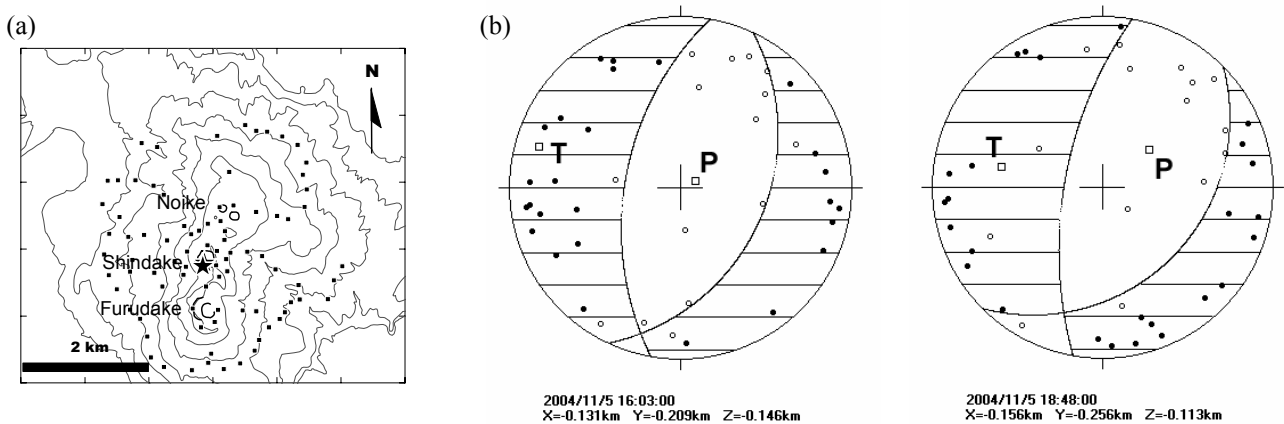 (a)
N
Noike
Shindake
Furudake
2 km
(b)
T
P
2004/11/5 16:03:00
X=-0.131km Y=-0.209km Z=-0.146km
T
P
2004/11/5 18:48:00
X=-0.156km Y=-0.256km Z=-0.113km